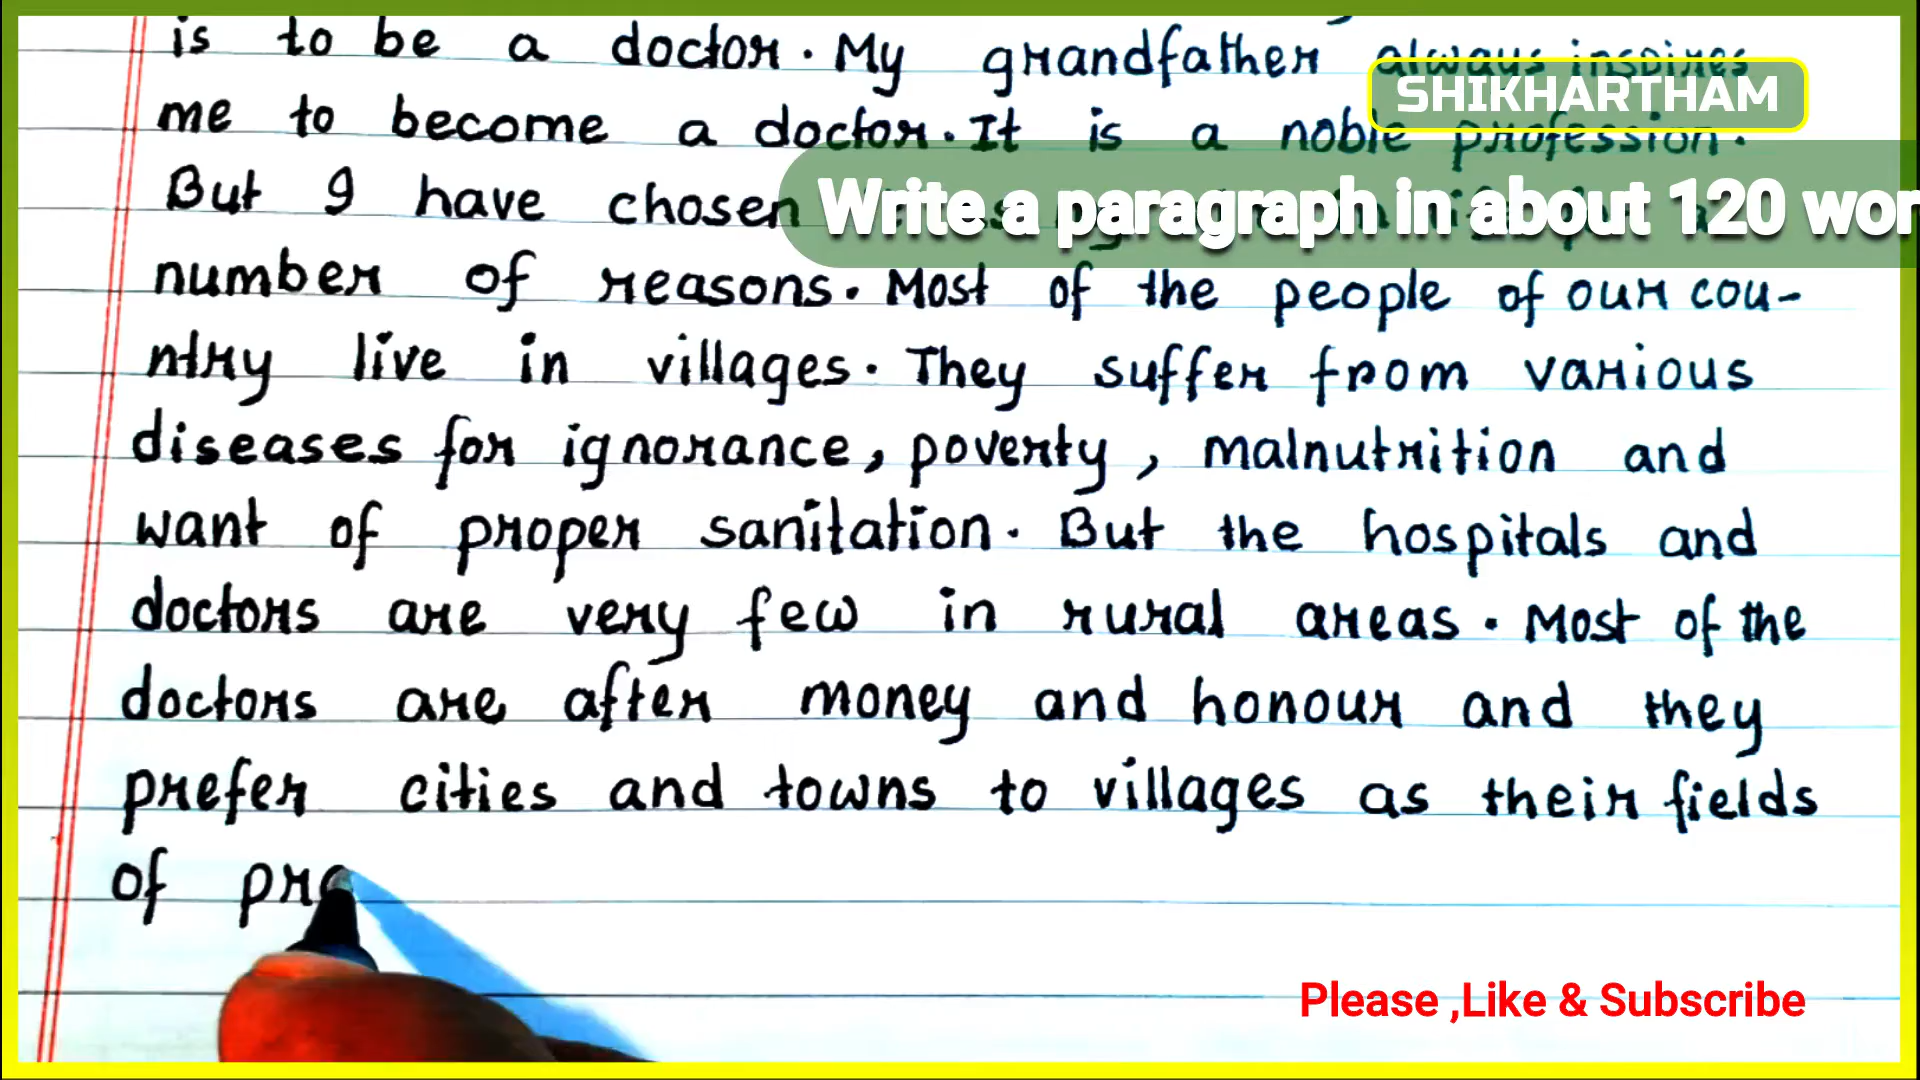 is to be a doctor. My grandfather always inspires
SHIKHARTHAM
me to become a doctor. It is a noble profession.
But I have chosen
Write a paragraph in about 120 wor
number of reasons. Most of the people of our cou-
ntry live in villages. They suffer from various
diseases for ignorance, poverty, malnutrition and
want of proper sanitation. But the hospitals and
doctors are very few in rural areas. Most of the
doctors are after money and honour and they
prefer cities and towns to villages as their fields
of pra
Please ,Like & Subscribe